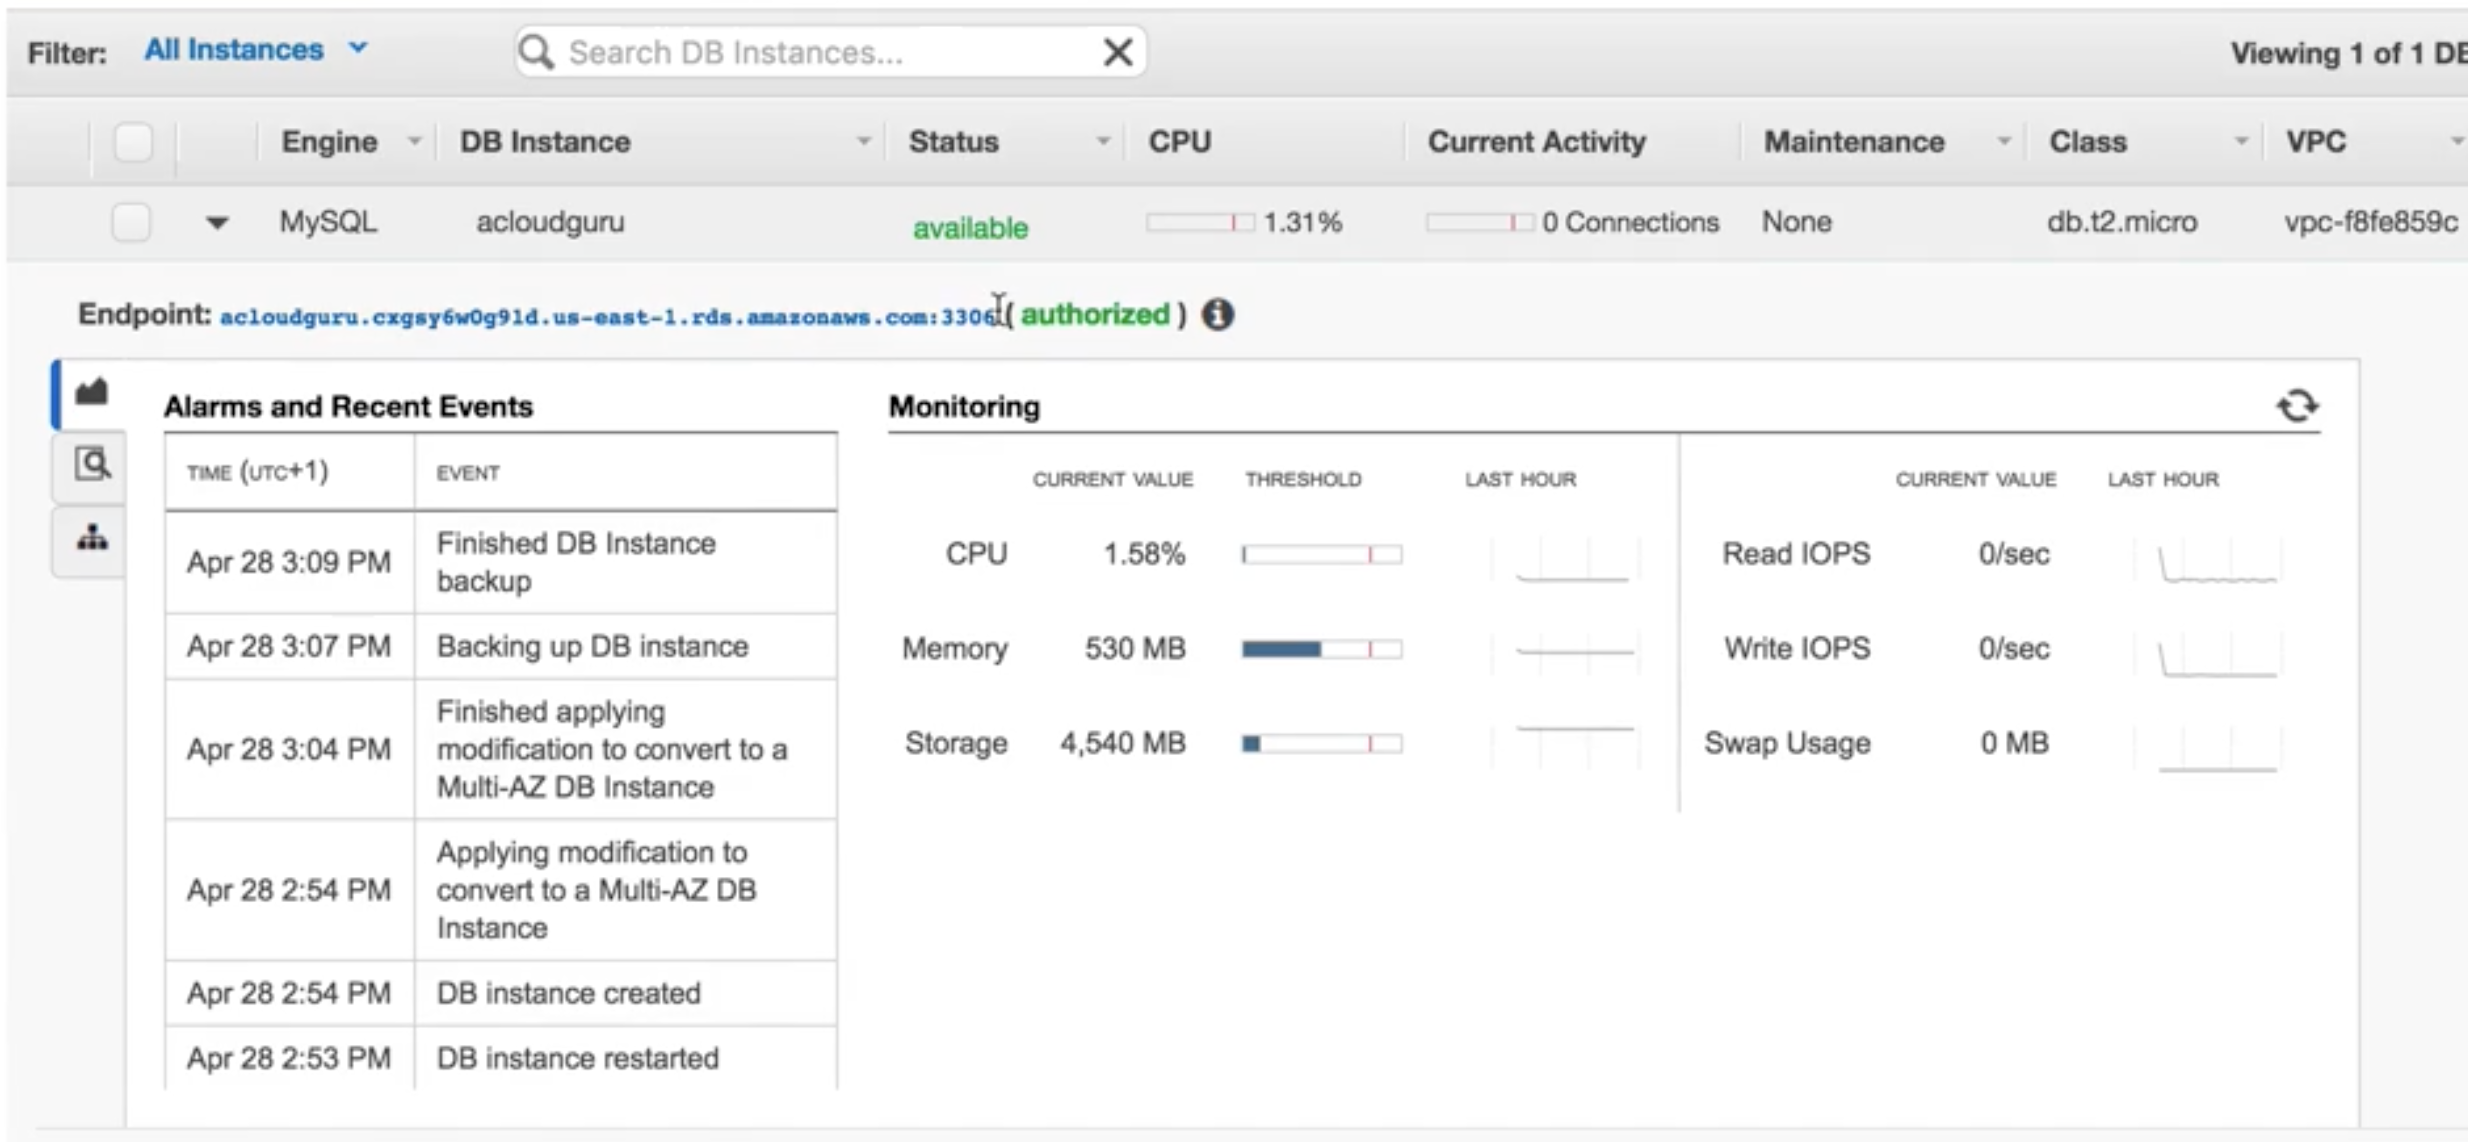 Filter: All Instances Search DB Instances... Viewing 1 of 1 DB
Engine DB Instance Status CPU Current Activity Maintenance Class VPC
MySQL acloudguru available 1.31% 0 Connections None db.t2.micro vpc-f8fe859c
Endpoint: acloudguru.cxgsy6w0g91d.us-east-1.rds.amazonaws.com:3306 ( authorized )
Alarms and Recent Events
TIME (UTC+1) EVENT
Apr 28 3:09 PM Finished DB Instance
backup
Apr 28 3:07 PM Backing up DB instance
Finished applying
Apr 28 3:04 PM modification to convert to a
Multi-AZ DB Instance
Applying modification to
Apr 28 2:54 PM convert to a Multi-AZ DB
Instance
Apr 28 2:54 PM DB instance created
Apr 28 2:53 PM DB instance restarted
Monitoring
CURRENT VALUE THRESHOLD LAST HOUR
CPU 1.58%
Memory 530 MB
Storage 4,540 MB
CURRENT VALUE LAST HOUR
Read IOPS 0/sec
Write IOPS 0/sec
Swap Usage 0 MB